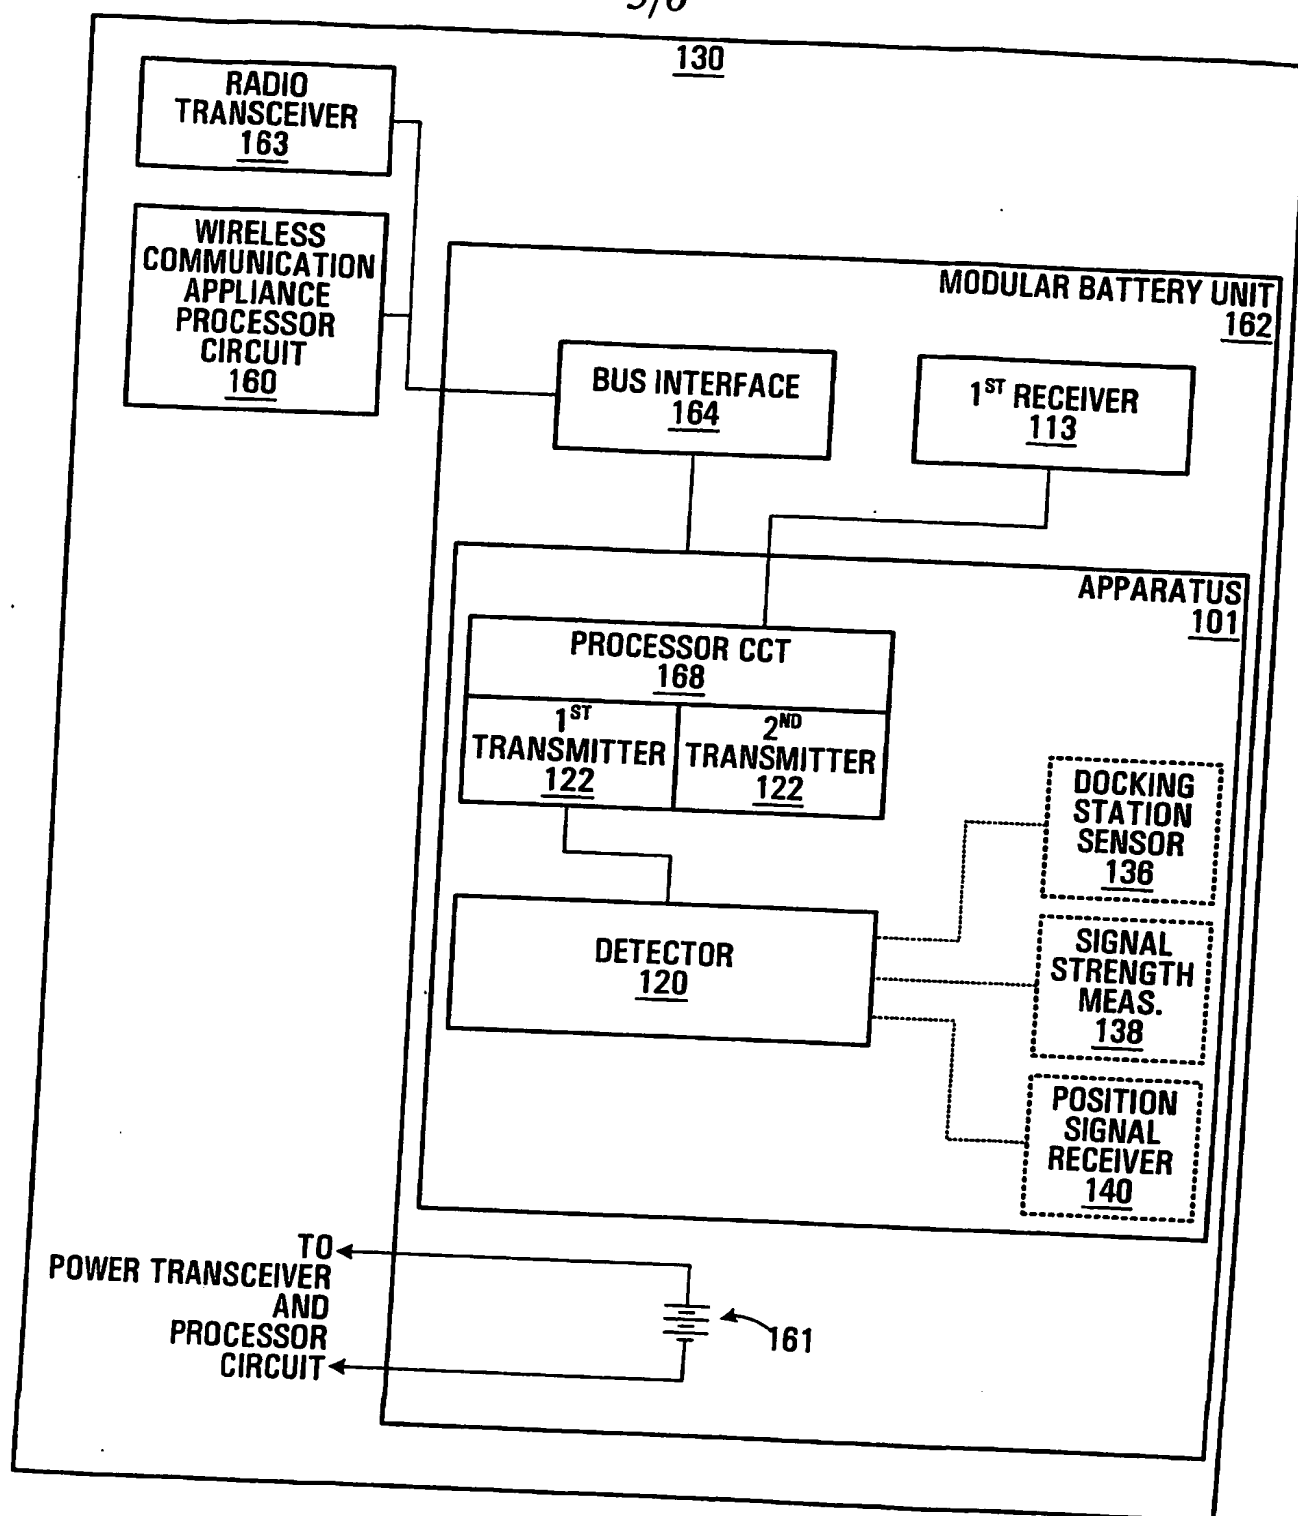 130
RADIO
TRANSCEIVER
163
WIRELESS
COMMUNICATION
APPLIANCE
PROCESSOR
CIRCUIT
160
MODULAR BATTERY UNIT
162
BUS INTERFACE
164
1ST RECEIVER
113
APPARATUS
101
PROCESSOR CCT
168
1ST
TRANSMITTER
122
2ND
TRANSMITTER
122
DOCKING
STATION
SENSOR
136
DETECTOR
120
SIGNAL
STRENGTH
MEAS.
138
POSITION
SIGNAL
RECEIVER
140
TO
POWER TRANSCEIVER
AND
PROCESSOR
CIRCUIT
161